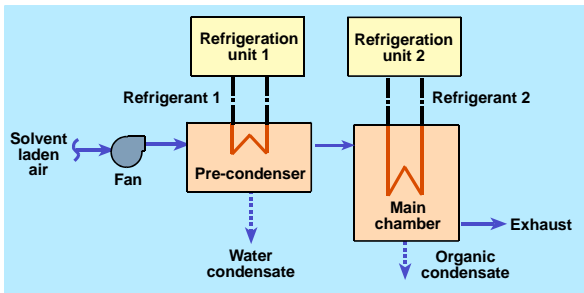 Refrigeration
unit 1
Refrigeration
unit 2
Refrigerant 1
Refrigerant 2
Solvent
laden
air
Fan
Pre-condenser
Main
chamber
Exhaust
Water
condensate
Organic
condensate